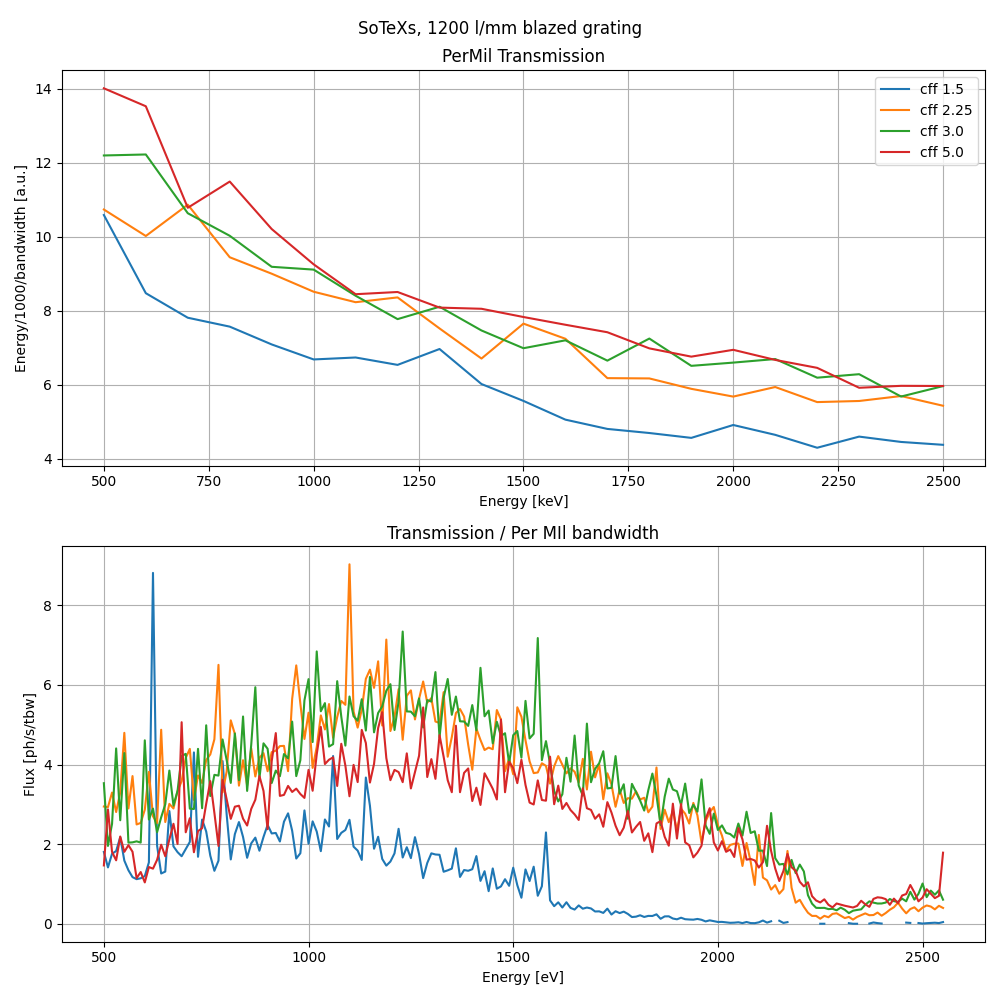 SoTeXs, 1200 l/mm blazed grating
PerMil Transmission
Energy/1000/bandwidth [a.u.]
14
12
10
8
6
4
cff 1.5
cff 2.25
cff 3.0
cff 5.0
500 750 1000 1250 1500 1750 2000 2250 2500
Energy [keV]
Transmission / Per MIl bandwidth
Flux [ph/s/tbw]
8
6
4
2
0
500 1000 1500 2000 2500
Energy [eV]